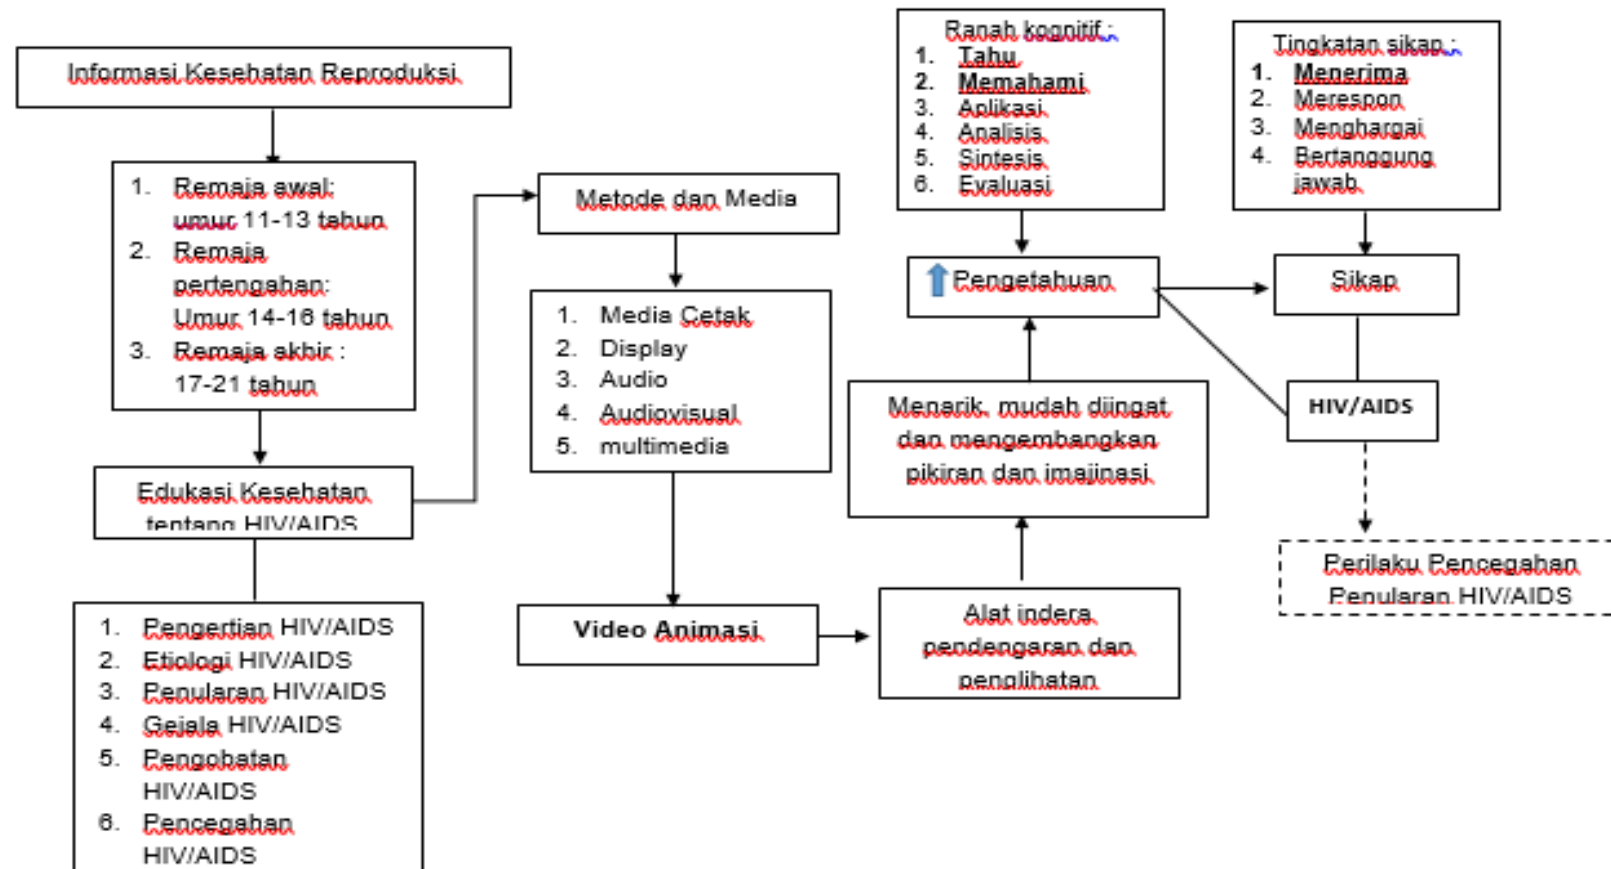 Informasi Kesehatan Reproduksi
1. Remaja awal:
umur 11-13 tahun
2. Remaja
pertengahan:
Umur 14-16 tahun
3. Remaja akhir :
17-21 tahun
Edukasi Kesehatan
tentang HIV/AIDS
1. Pengertian HIV/AIDS
2. Etiologi HIV/AIDS
3. Penularan HIV/AIDS
4. Gejala HIV/AIDS
5. Pengobatan
HIV/AIDS
6. Pencegahan
HIV/AIDS
Metode dan Media
1. Media Cetak
2. Display
3. Audio
4. Audiovisual
5. multimedia
Video Animasi
Alat indera
pendengaran dan
penglihatan
Menarik, mudah diingat
dan mengembangkan
pikiran dan imajinasi
Pengetahuan
Ranah kognitif :
1. Tahu
2. Memahami
3. Aplikasi
4. Analisis
5. Sintesis
6. Evaluasi
Tingkatan sikap :
1. Menerima
2. Merespon
3. Menghargai
4. Bertanggung
jawab
Sikap
HIV/AIDS
Perilaku Pencegahan
Penularan HIV/AIDS